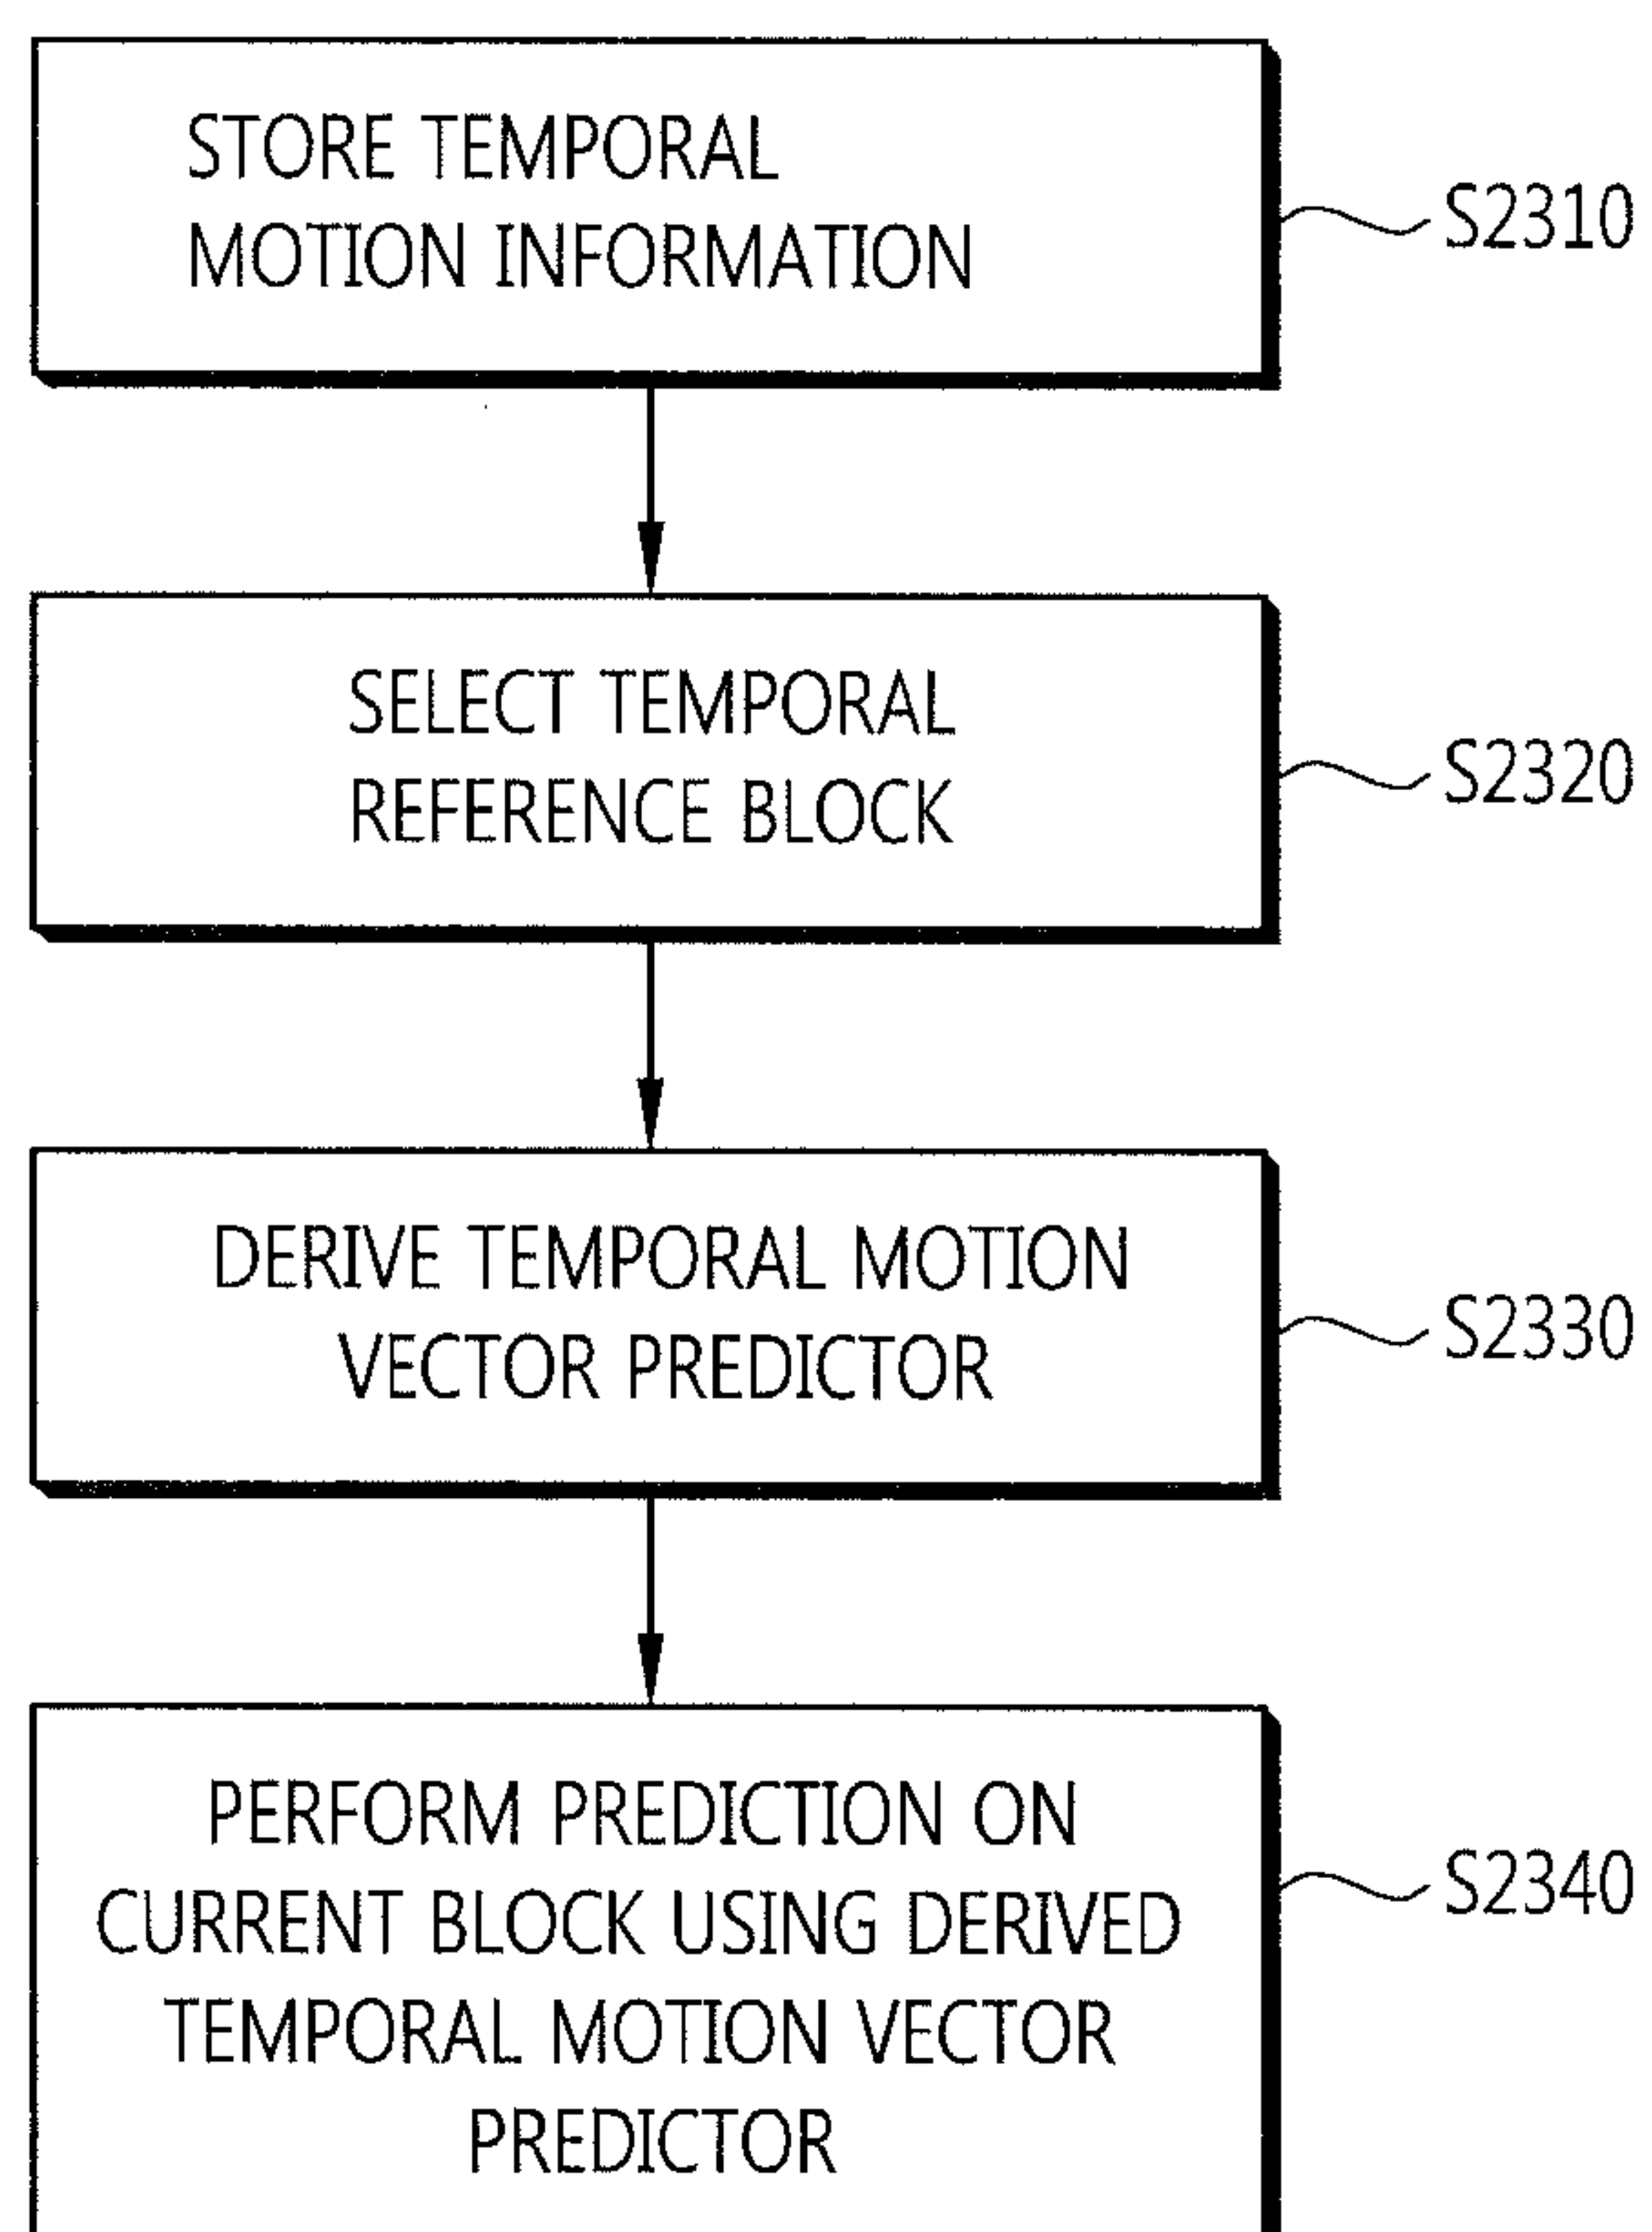 STORE TEMPORAL
MOTION INFORMATION
S2310
SELECT TEMPORAL
REFERENCE BLOCK
S2320
DERIVE TEMPORAL MOTION
VECTOR PREDICTOR
S2330
PERFORM PREDICTION ON
CURRENT BLOCK USING DERIVED
TEMPORAL MOTION VECTOR
PREDICTOR
S2340